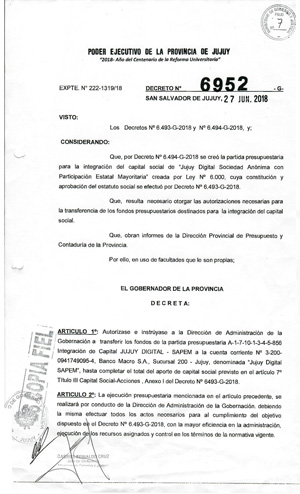 FOLIO
7
PODER EJECUTIVO DE LA PROVINCIA DE JUJUY
"2018- Año del Centenario de la Reforma Universitaria"
EXPTE. N° 222-1319/18
DECRETO N° 6952 -G-
SAN SALVADOR DE JUJUY, 27 JUN. 2018
VISTO:
Los Decretos N° 6.493-G-2018 y N° 6.494-G-2018, y;
CONSIDERANDO:
Que, por Decreto N° 6.494-G-2018 se creó la partida presupuestaria
para la integración del capital social de "Jujuy Digital Sociedad Anónima con
Participación Estatal Mayoritaria" creada por Ley N° 6.000, cuya constitución y
aprobación del estatuto social se efectuó por Decreto N° 6.493-G-2018.
Que, resulta necesario otorgar las autorizaciones necesarias para
la transferencia de los fondos presupuestarios destinados para la integración del capital
social.
Que, obran informes de la Dirección Provincial de Presupuesto y
Contaduría de la Provincia.
Por ello, en uso de facultades que le son propias;
EL GOBERNADOR DE LA PROVINCIA
D E C R E T A:
ARTICULO 1°: Autorízase e instrúyase a la Dirección de Administración de la
Gobernación a transferir los fondos de la partida presupuestaria A-1-7-10-1-3-4-5-856
Integración de Capital JUJUY DIGITAL - SAPEM a la cuenta corriente N° 3-200-
0941749095-4, Banco Macro S.A., Sucursal 200 - Jujuy, denominada "Jujuy Digital
SAPEM", hasta completar el total del aporte de capital social previsto en el artículo 7°
Título III Capital Social-Acciones , Anexo I del Decreto N° 6493-G-2018.
ARTICULO 2°: La ejecución presupuestaria mencionada en el artículo precedente, se
realizará por conducto de la Dirección de Administración de la Gobernación, debiendo
la misma efectuar todos los actos necesarios para al cumplimiento del objetivo
dispuesto en el Decreto N° 6.493-G-2018, con la mayor eficiencia en la administración,
ejecución de los recursos asignados y control en los términos de la normativa vigente.
COPIA FIEL